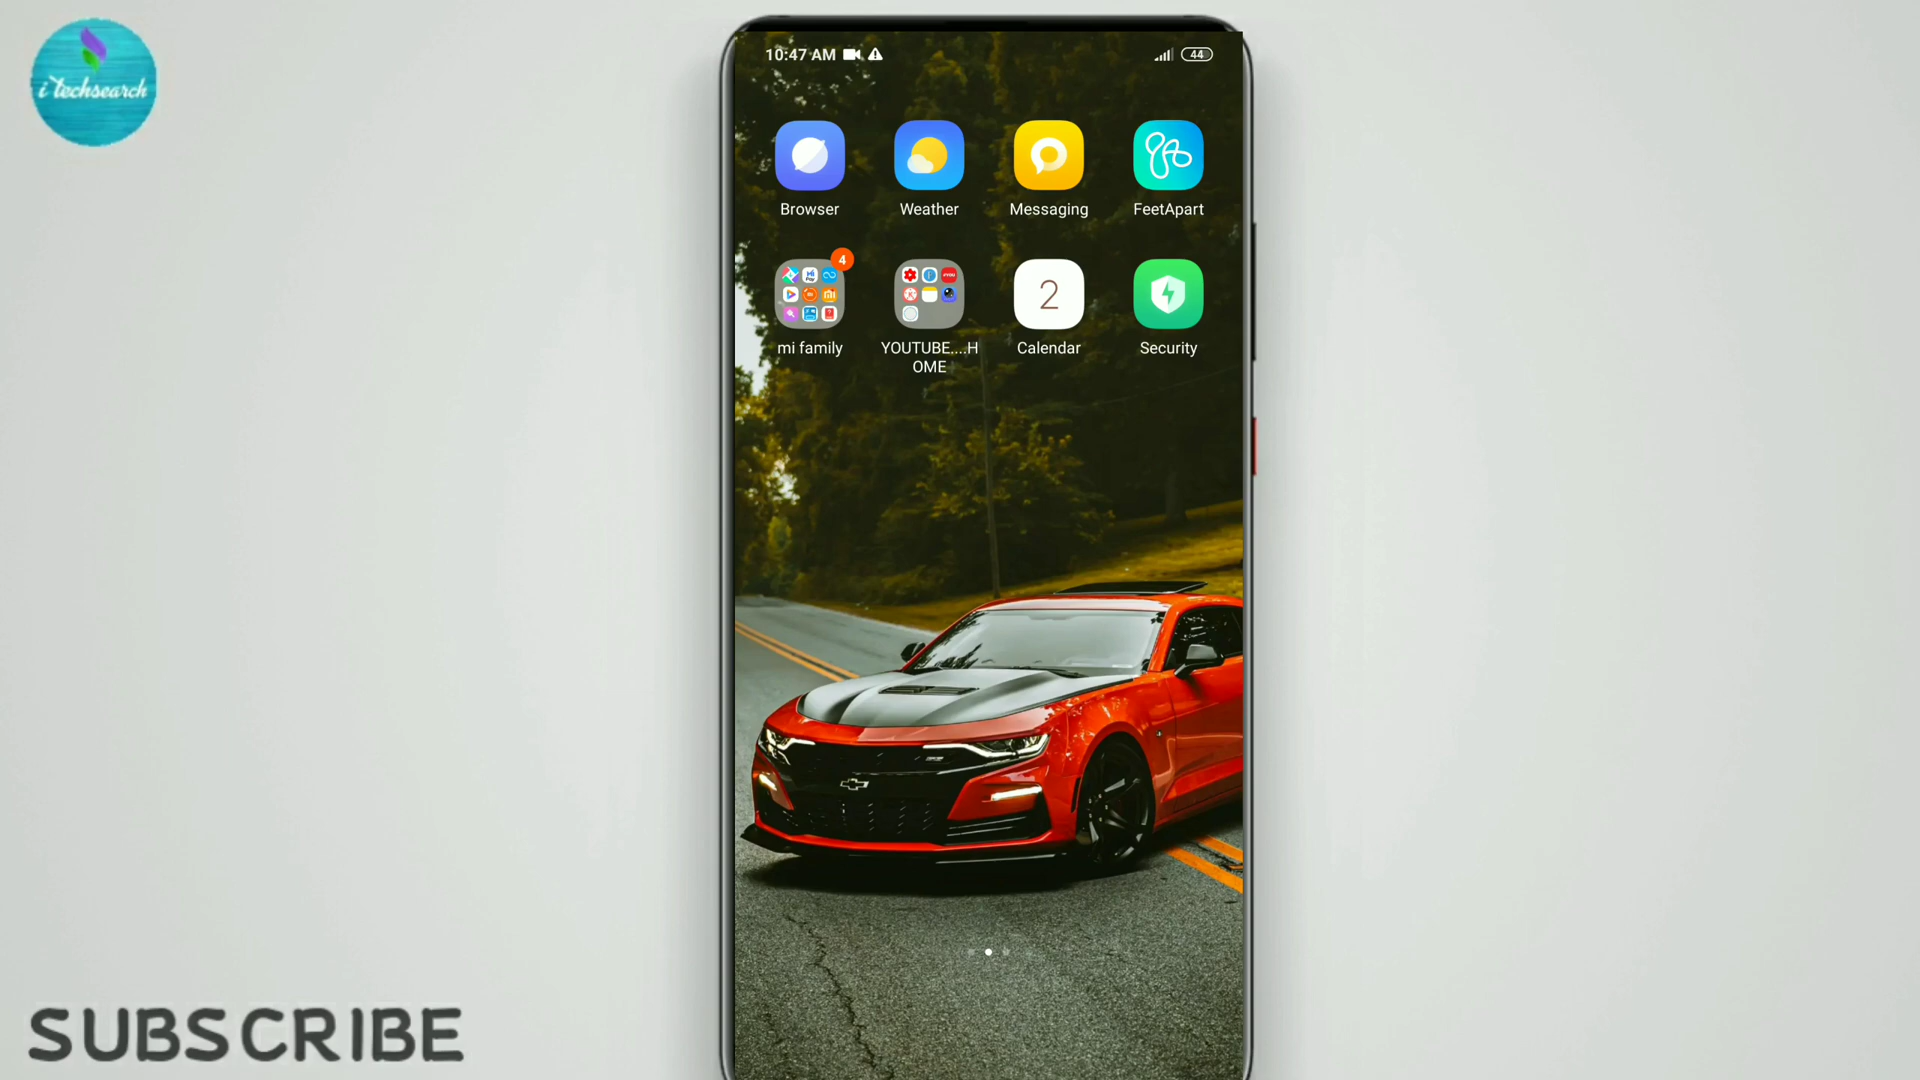 i Techsearch
10:47 AM
44
Browser
Weather
Messaging
FeetApart
4
mi family
YOUTUBE....H
OME
2
Calendar
Security
SUBSCRIBE